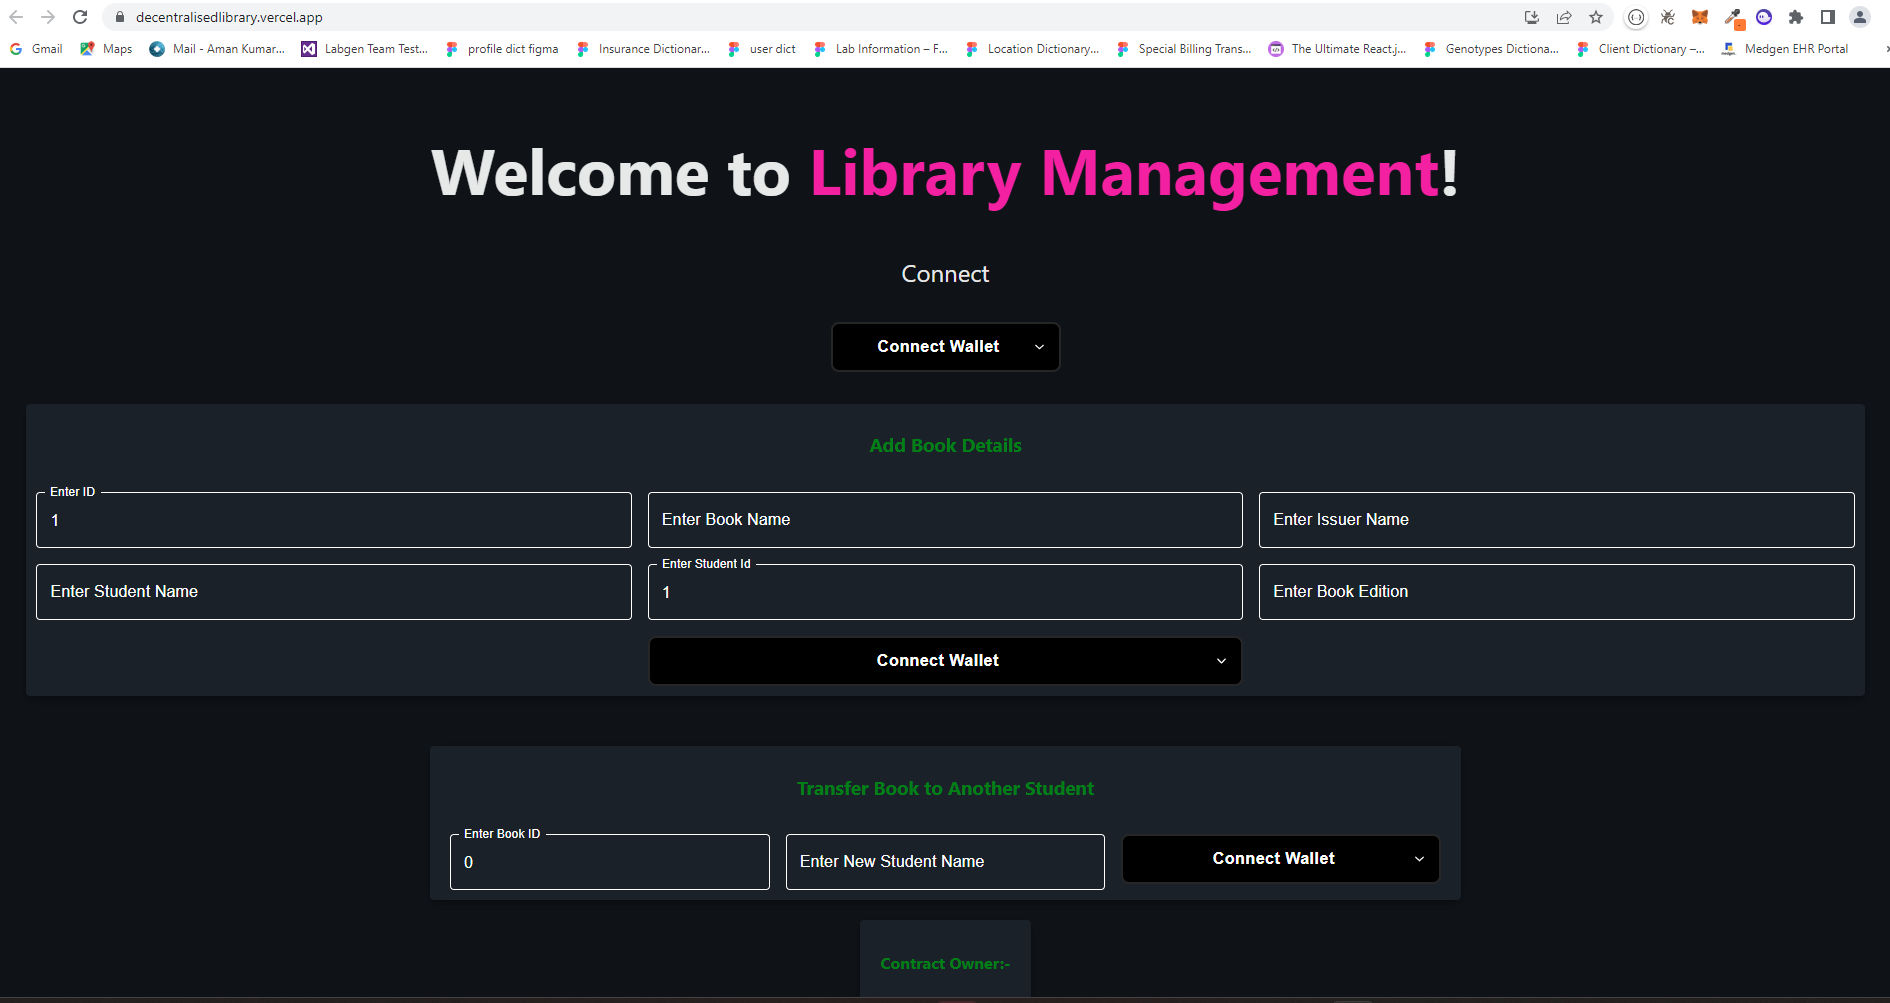 decentralisedlibrary.vercel.app
Gmail Maps Mail - Aman Kumar... Labgen Team Test... profile dict figma Insurance Dictionar... user dict Lab Information – F... Location Dictionary... Special Billing Trans... The Ultimate React.j... Genotypes Dictiona... Client Dictionary –... Medgen EHR Portal
Welcome to Library Management!
Connect
Connect Wallet
Add Book Details
Enter ID
1
Enter Book Name
Enter Issuer Name
Enter Student Name
Enter Student Id
1
Enter Book Edition
Connect Wallet
Transfer Book to Another Student
Enter Book ID
0
Enter New Student Name
Connect Wallet
Contract Owner:-